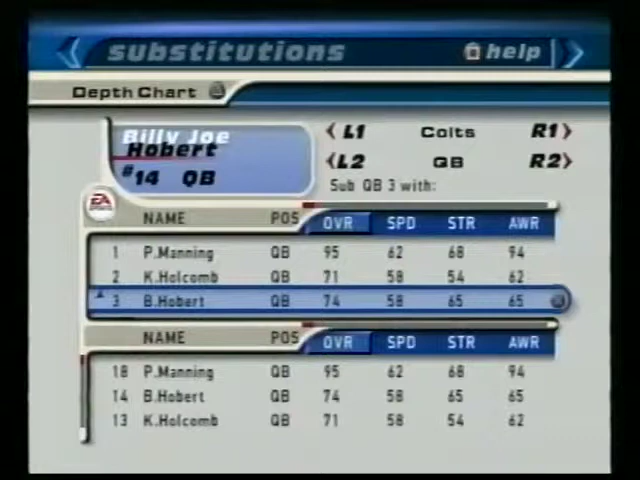 substitutions help
Depth Chart
Billy Joe
Hobert
#14 QB
L1 Colts R1
L2 QB R2
Sub QB 3 with:
EA SPORTS
NAME POS OVR SPD STR AWR
1 P.Manning QB 95 62 68 94
2 K.Holcomb QB 71 58 54 62
3 B.Hobert QB 74 58 65 65
NAME POS OVR SPD STR AWR
18 P.Manning QB 95 62 68 94
14 B.Hobert QB 74 58 65 65
13 K.Holcomb QB 71 58 54 62